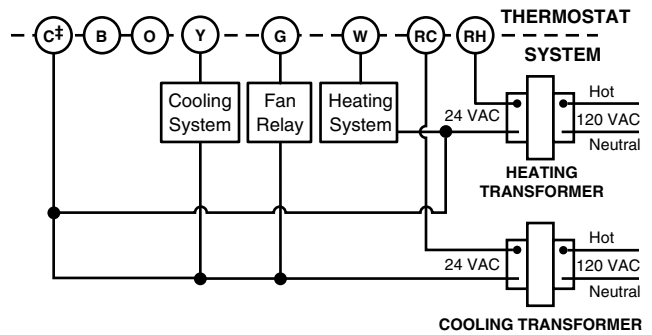 THERMOSTAT
C‡ B O Y G W RC RH
SYSTEM
Cooling
System
Fan
Relay
Heating
System
24 VAC
Hot
120 VAC
Neutral
HEATING
TRANSFORMER
24 VAC
Hot
120 VAC
Neutral
COOLING TRANSFORMER